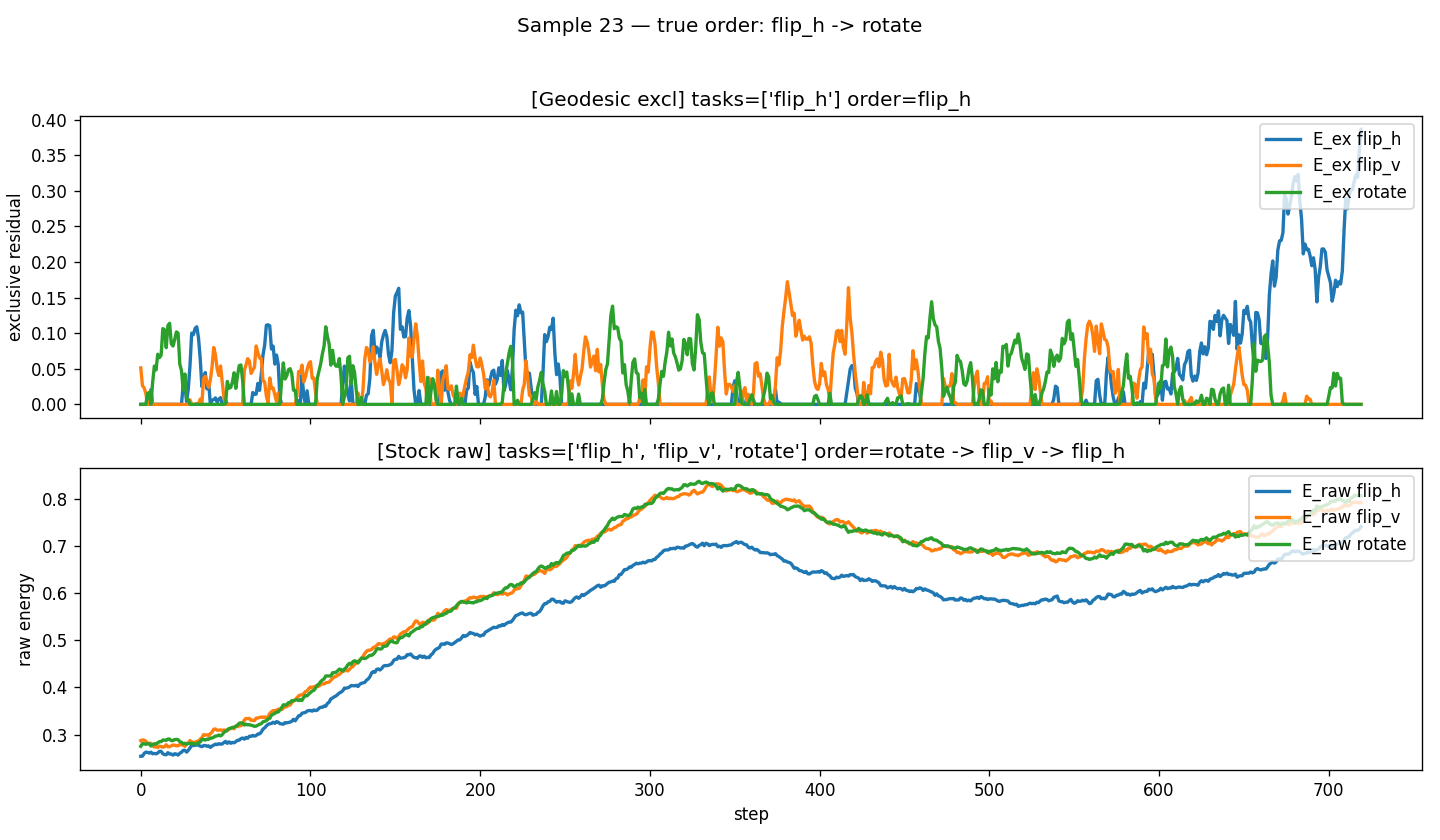 Sample 23 — true order: flip_h -> rotate
[Geodesic excl] tasks=['flip_h'] order=flip_h
exclusive residual
0.40
0.35
0.30
0.25
0.20
0.15
0.10
0.05
0.00
E_ex flip_h
E_ex flip_v
E_ex rotate
[Stock raw] tasks=['flip_h', 'flip_v', 'rotate'] order=rotate -> flip_v -> flip_h
raw energy
0.8
0.7
0.6
0.5
0.4
0.3
E_raw flip_h
E_raw flip_v
E_raw rotate
0 100 200 300 400 500 600 700
step